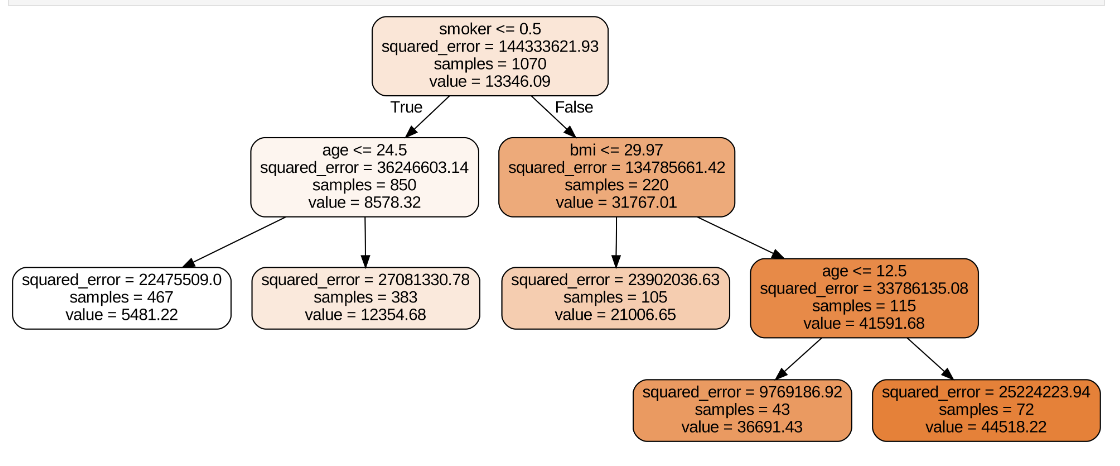 smoker <= 0.5
squared_error = 144333621.93
samples = 1070
value = 13346.09
True
False
age <= 24.5
squared_error = 36246603.14
samples = 850
value = 8578.32
bmi <= 29.97
squared_error = 134785661.42
samples = 220
value = 31767.01
squared_error = 22475509.0
samples = 467
value = 5481.22
squared_error = 27081330.78
samples = 383
value = 12354.68
squared_error = 23902036.63
samples = 105
value = 21006.65
age <= 12.5
squared_error = 33786135.08
samples = 115
value = 41591.68
squared_error = 9769186.92
samples = 43
value = 36691.43
squared_error = 25224223.94
samples = 72
value = 44518.22